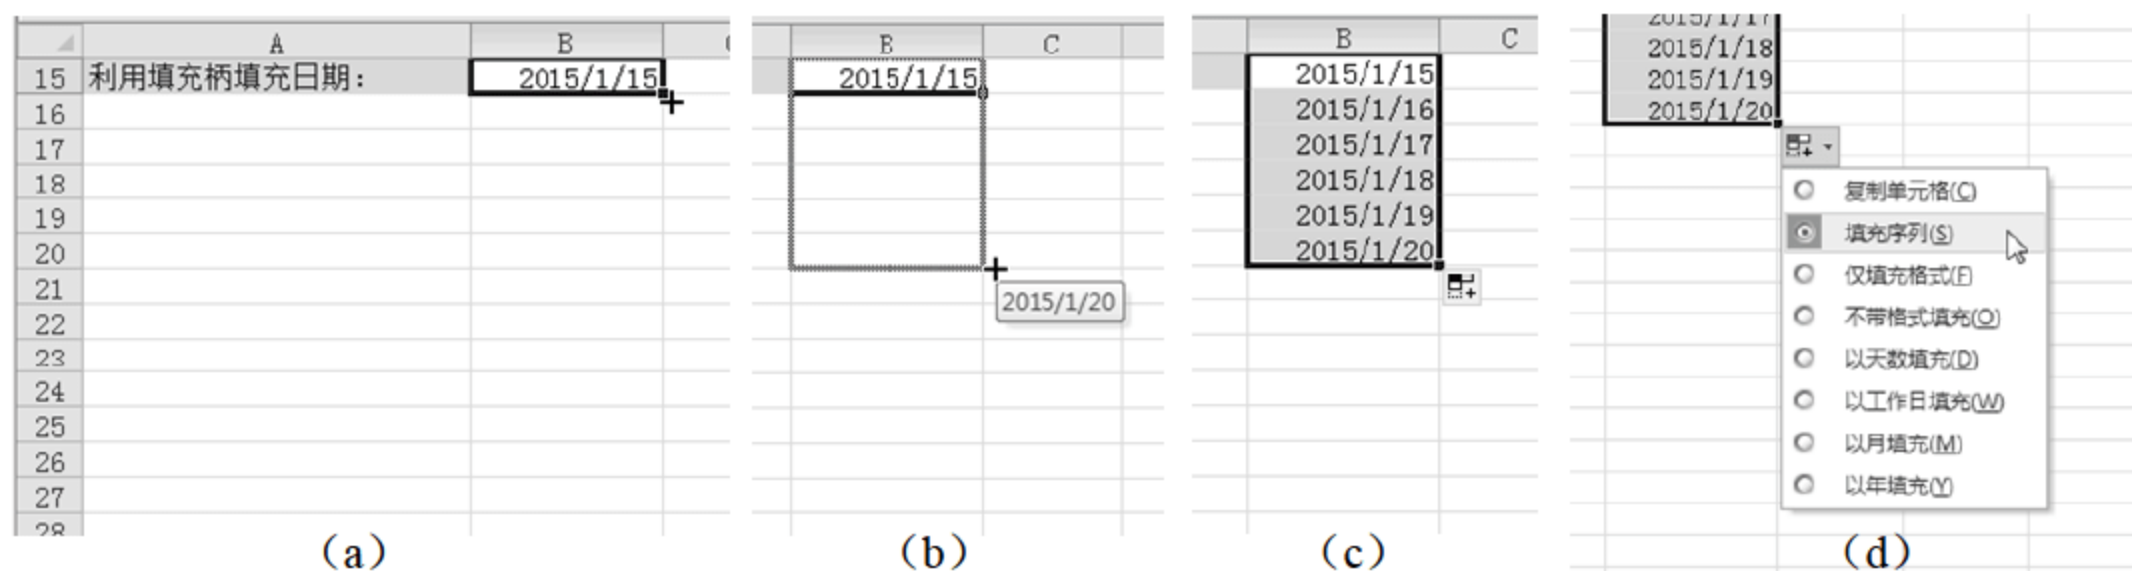 A B
15 利用填充柄填充日期: 2015/1/15
16
17
18
19
20
21
22
23
24
25
26
27
28
(a)
B C
2015/1/15
2015/1/20
(b)
B C
2015/1/15
2015/1/16
2015/1/17
2015/1/18
2015/1/19
2015/1/20
(c)
2015/1/17
2015/1/18
2015/1/19
2015/1/20
复制单元格(C)
填充序列(S)
仅填充格式(F)
不带格式填充(O)
以天数填充(D)
以工作日填充(W)
以月填充(M)
以年填充(Y)
(d)